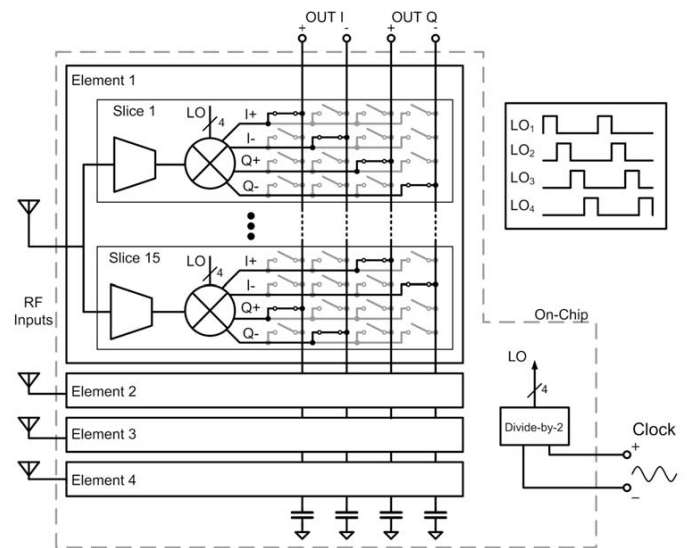 OUT I OUT Q
+ - + -
Element 1
Slice 1
LO
4
I+
I-
Q+
Q-
Slice 15
LO
4
I+
I-
Q+
Q-
RF
Inputs
Element 2
Element 3
Element 4
LO1
LO2
LO3
LO4
On-Chip
LO
4
Divide-by-2
Clock
+
–